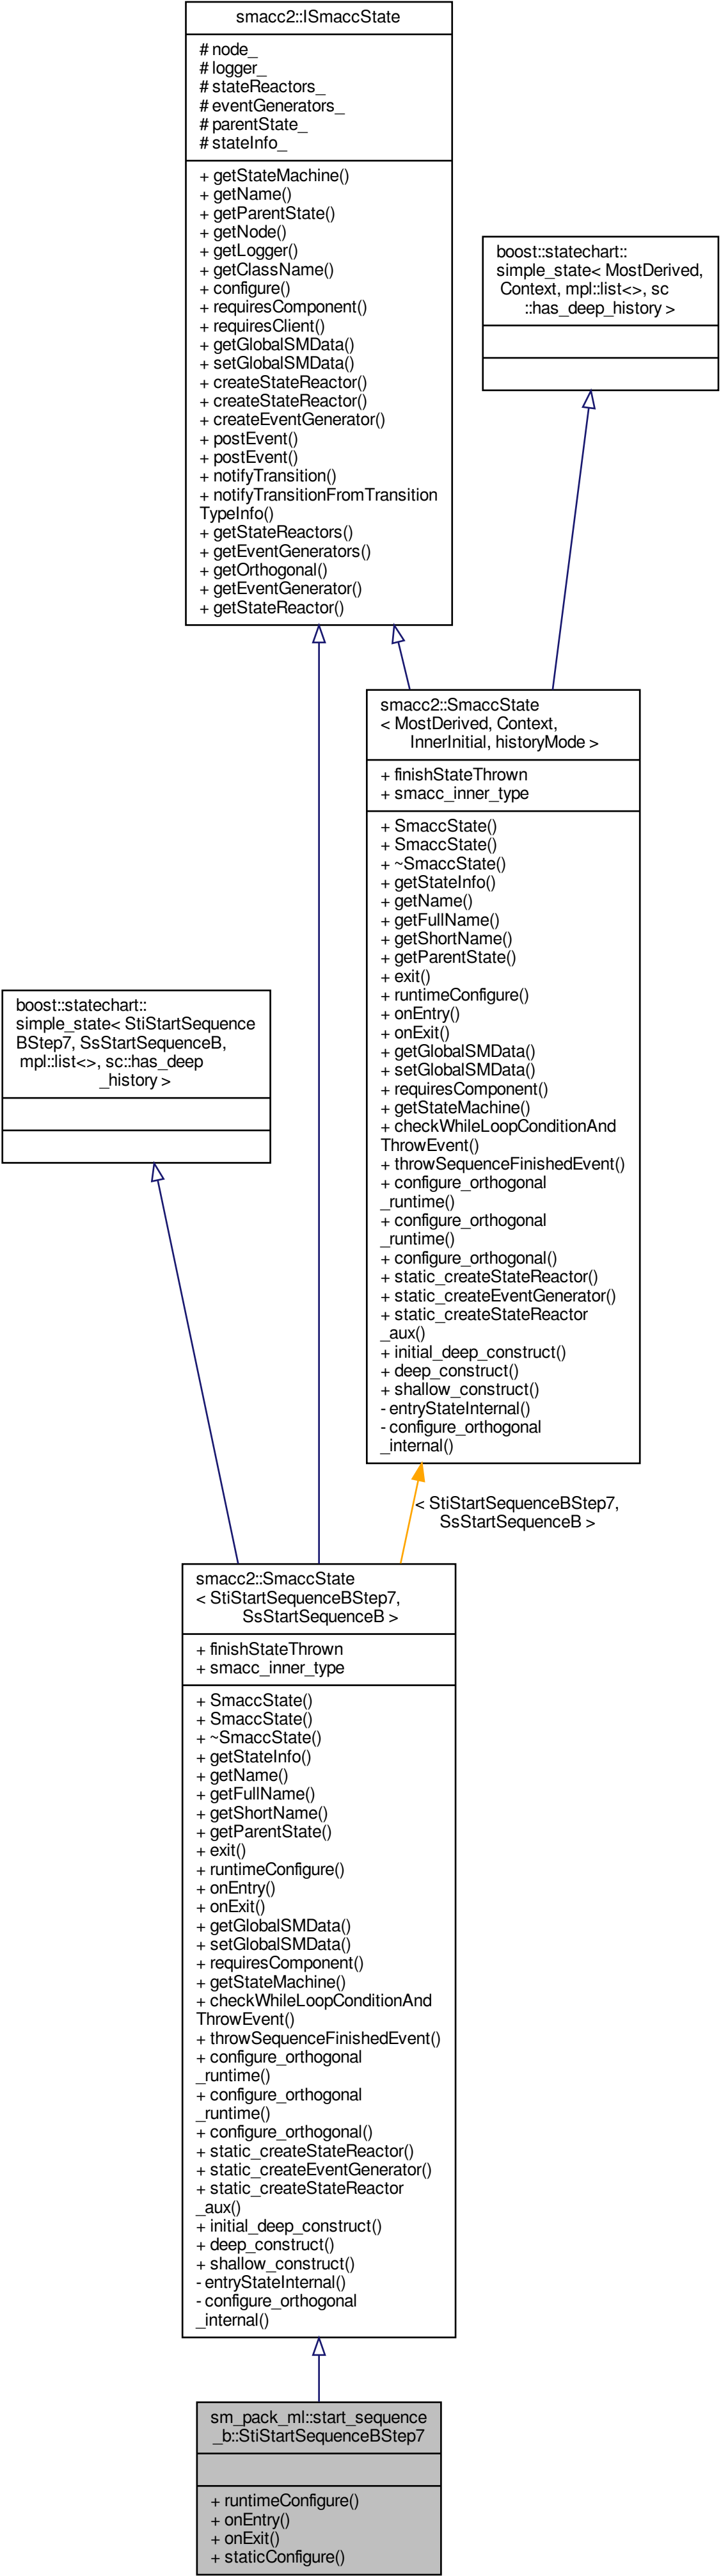 smacc2::ISmaccState
# node_
# logger_
# stateReactors_
# eventGenerators_
# parentState_
# stateInfo_
+ getStateMachine()
+ getName()
+ getParentState()
+ getNode()
+ getLogger()
+ getClassName()
+ configure()
+ requiresComponent()
+ requiresClient()
+ getGlobalSMData()
+ setGlobalSMData()
+ createStateReactor()
+ createStateReactor()
+ createEventGenerator()
+ postEvent()
+ postEvent()
+ notifyTransition()
+ notifyTransitionFromTransition
TypeInfo()
+ getStateReactors()
+ getEventGenerators()
+ getOrthogonal()
+ getEventGenerator()
+ getStateReactor()
boost::statechart::
simple_state< MostDerived,
Context, mpl::list<>, sc
::has_deep_history >
smacc2::SmaccState
< MostDerived, Context,
InnerInitial, historyMode >
+ finishStateThrown
+ smacc_inner_type
+ SmaccState()
+ SmaccState()
+ ~SmaccState()
+ getStateInfo()
+ getName()
+ getFullName()
+ getShortName()
+ getParentState()
+ exit()
+ runtimeConfigure()
+ onEntry()
+ onExit()
+ getGlobalSMData()
+ setGlobalSMData()
+ requiresComponent()
+ getStateMachine()
+ checkWhileLoopConditionAnd
ThrowEvent()
+ throwSequenceFinishedEvent()
+ configure_orthogonal
_runtime()
+ configure_orthogonal
_runtime()
+ configure_orthogonal()
+ static_createStateReactor()
+ static_createEventGenerator()
+ static_createStateReactor
_aux()
+ initial_deep_construct()
+ deep_construct()
+ shallow_construct()
- entryStateInternal()
- configure_orthogonal
_internal()
boost::statechart::
simple_state< StiStartSequence
BStep7, SsStartSequenceB,
mpl::list<>, sc::has_deep
_history >
< StiStartSequenceBStep7,
SsStartSequenceB >
smacc2::SmaccState
< StiStartSequenceBStep7,
SsStartSequenceB >
+ finishStateThrown
+ smacc_inner_type
+ SmaccState()
+ SmaccState()
+ ~SmaccState()
+ getStateInfo()
+ getName()
+ getFullName()
+ getShortName()
+ getParentState()
+ exit()
+ runtimeConfigure()
+ onEntry()
+ onExit()
+ getGlobalSMData()
+ setGlobalSMData()
+ requiresComponent()
+ getStateMachine()
+ checkWhileLoopConditionAnd
ThrowEvent()
+ throwSequenceFinishedEvent()
+ configure_orthogonal
_runtime()
+ configure_orthogonal
_runtime()
+ configure_orthogonal()
+ static_createStateReactor()
+ static_createEventGenerator()
+ static_createStateReactor
_aux()
+ initial_deep_construct()
+ deep_construct()
+ shallow_construct()
- entryStateInternal()
- configure_orthogonal
_internal()
sm_pack_ml::start_sequence
_b::StiStartSequenceBStep7
+ runtimeConfigure()
+ onEntry()
+ onExit()
+ staticConfigure()